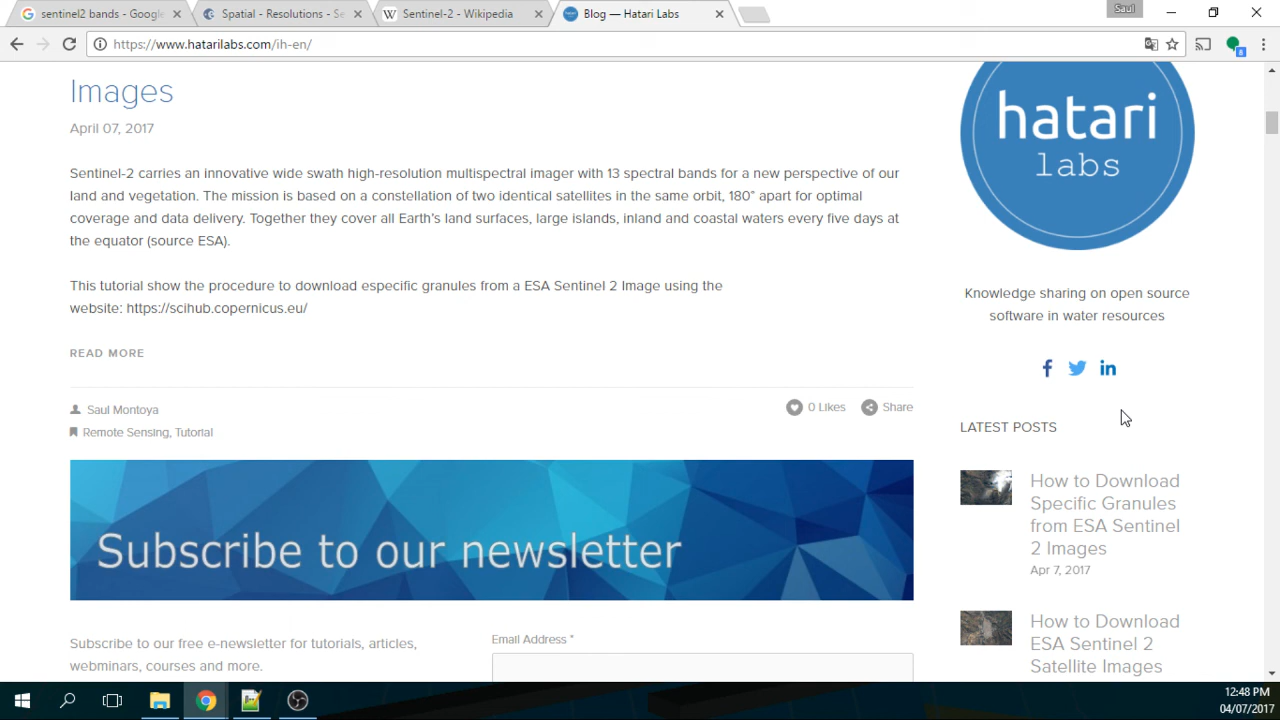 sentinel2 bands - Google
Spatial - Resolutions - Se
Sentinel-2 - Wikipedia
Blog — Hatari Labs
Saul
https://www.hatarilabs.com/ih-en/
8
Images
April 07, 2017
Sentinel-2 carries an innovative wide swath high-resolution multispectral imager with 13 spectral bands for a new perspective of our
land and vegetation. The mission is based on a constellation of two identical satellites in the same orbit, 180° apart for optimal
coverage and data delivery. Together they cover all Earth's land surfaces, large islands, inland and coastal waters every five days at
the equator (source ESA).
This tutorial show the procedure to download especific granules from a ESA Sentinel 2 Image using the
website: https://scihub.copernicus.eu/
READ MORE
Saul Montoya
0 Likes
Share
Remote Sensing, Tutorial
Subscribe to our newsletter
Subscribe to our free e-newsletter for tutorials, articles,
webminars, courses and more.
Email Address *
hatari
labs
Knowledge sharing on open source
software in water resources
LATEST POSTS
How to Download
Specific Granules
from ESA Sentinel
2 Images
Apr 7, 2017
How to Download
ESA Sentinel 2
Satellite Images
12:48 PM
04/07/2017